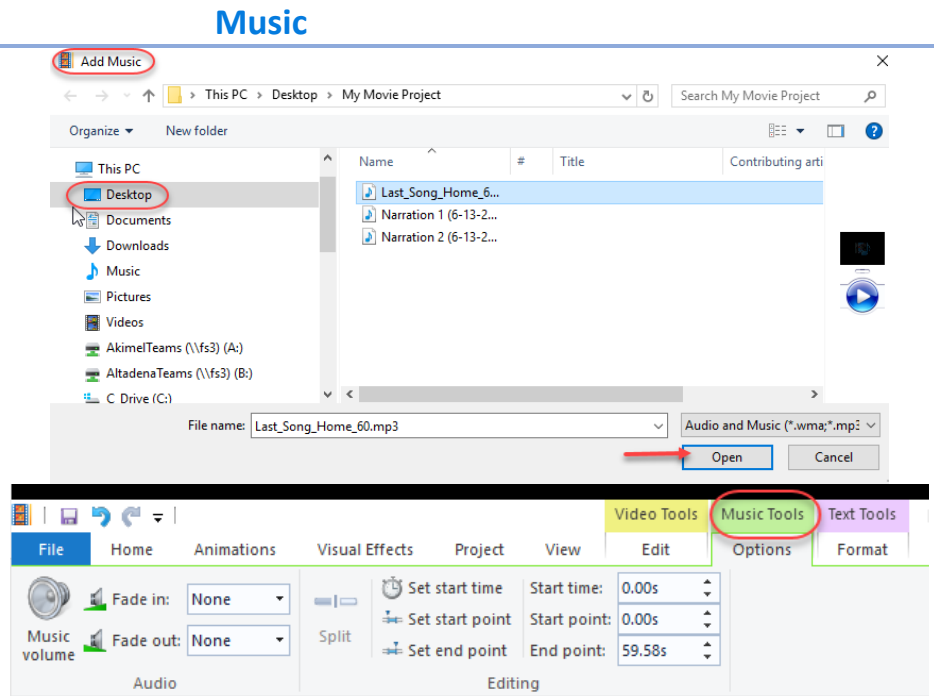 Music
Add Music
This PC > Desktop > My Movie Project
Search My Movie Project
Organize
New folder
Name
#
Title
Contributing arti
This PC
Desktop
Documents
Downloads
Music
Pictures
Videos
AkimelTeams (\\fs3) (A:)
AltadenaTeams (\\fs3) (B:)
C Drive (C:)
Last_Song_Home_6...
Narration 1 (6-13-2...
Narration 2 (6-13-2...
File name: Last_Song_Home_60.mp3
Audio and Music (*.wma;*.mp3
Open
Cancel
Video Tools
Music Tools
Text Tools
File
Home
Animations
Visual Effects
Project
View
Edit
Options
Format
Music
volume
Fade in: None
Fade out: None
Audio
Split
Set start time
Set start point
Set end point
Start time: 0.00s
Start point: 0.00s
End point: 59.58s
Editing